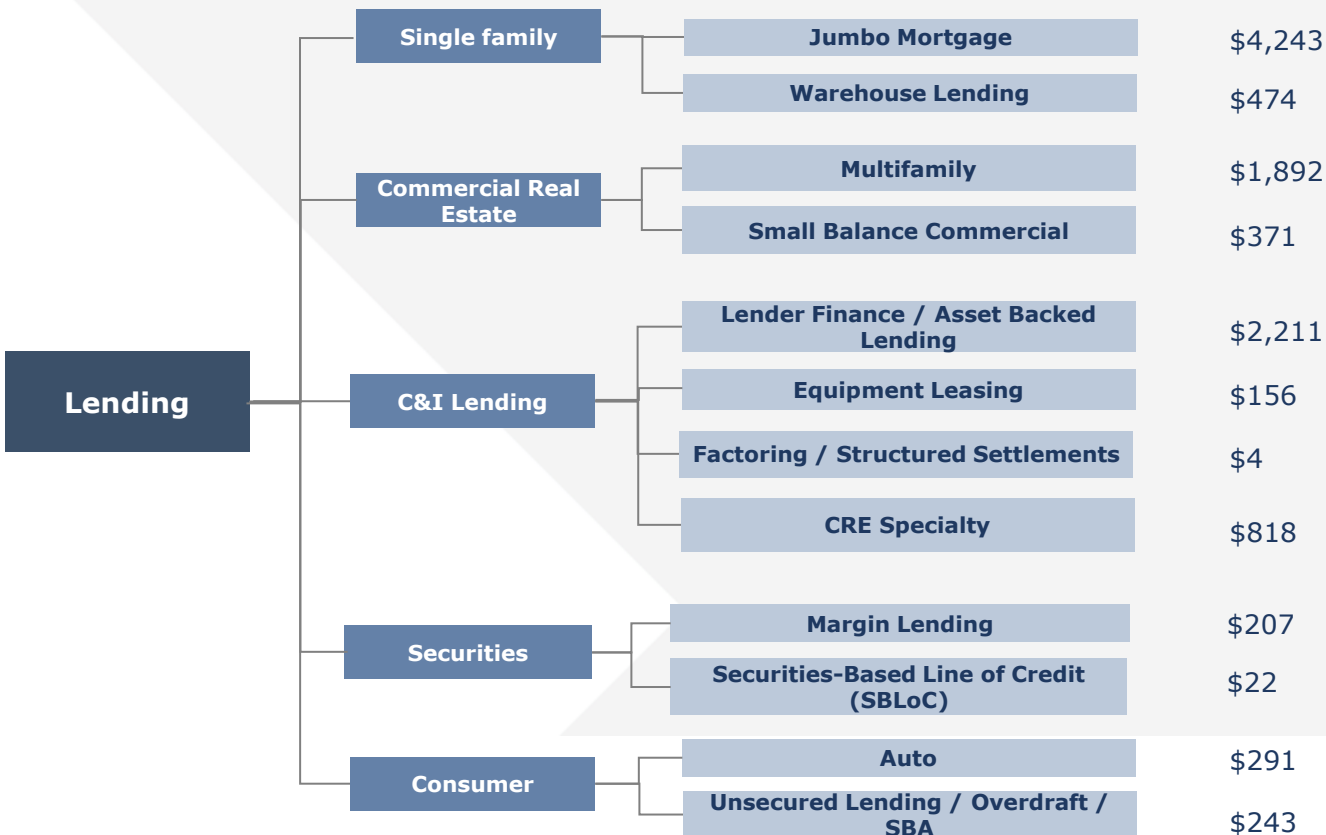 Single family
Jumbo Mortgage
$4,243
Warehouse Lending
$474
Commercial Real
Estate
Multifamily
$1,892
Small Balance Commercial
$371
Lending
C&I Lending
Lender Finance / Asset Backed
Lending
$2,211
Equipment Leasing
$156
Factoring / Structured Settlements
$4
CRE Specialty
$818
Securities
Margin Lending
$207
Securities-Based Line of Credit
(SBLoC)
$22
Consumer
Auto
$291
Unsecured Lending / Overdraft /
SBA
$243